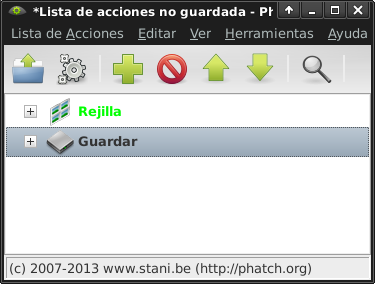 *Lista de acciones no guardada - Ph
Lista de Acciones Editar Ver Herramientas Ayuda
Rejilla
Guardar
(c) 2007-2013 www.stani.be (http://phatch.org)